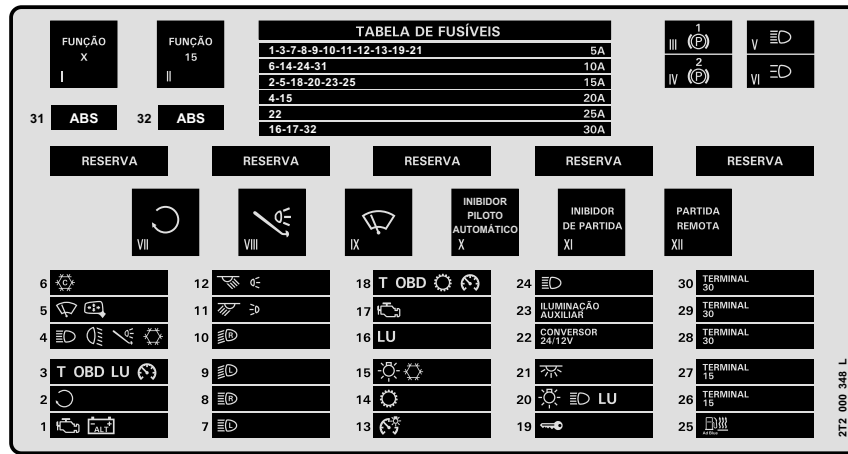 FUNÇÃO
X
I
FUNÇÃO
15
II
TABELA DE FUSÍVEIS
1-3-7-8-9-10-11-12-13-19-21 5A
6-14-24-31 10A
2-5-18-20-23-25 15A
4-15 20A
22 25A
16-17-32 30A
1
III (P)
V
2
IV (P)
VI
31 ABS
32 ABS
RESERVA RESERVA RESERVA RESERVA RESERVA
VII
VIII
IX
INIBIDOR
PILOTO
AUTOMÁTICO
X
INIBIDOR
DE PARTIDA
XI
PARTIDA
REMOTA
XII
6 C
5
4
3 T OBD LU
2
1 ALT
12
11
10 R
9 L
8 R
7 L
18 T OBD
17
16 LU
15
14
13
24
23 ILUMINAÇÃO
AUXILIAR
22 CONVERSOR
24/12V
21
20 LU
19
30 TERMINAL
30
29 TERMINAL
30
28 TERMINAL
30
27 TERMINAL
15
26 TERMINAL
15
25 AdBlue
2T2 000 348 L